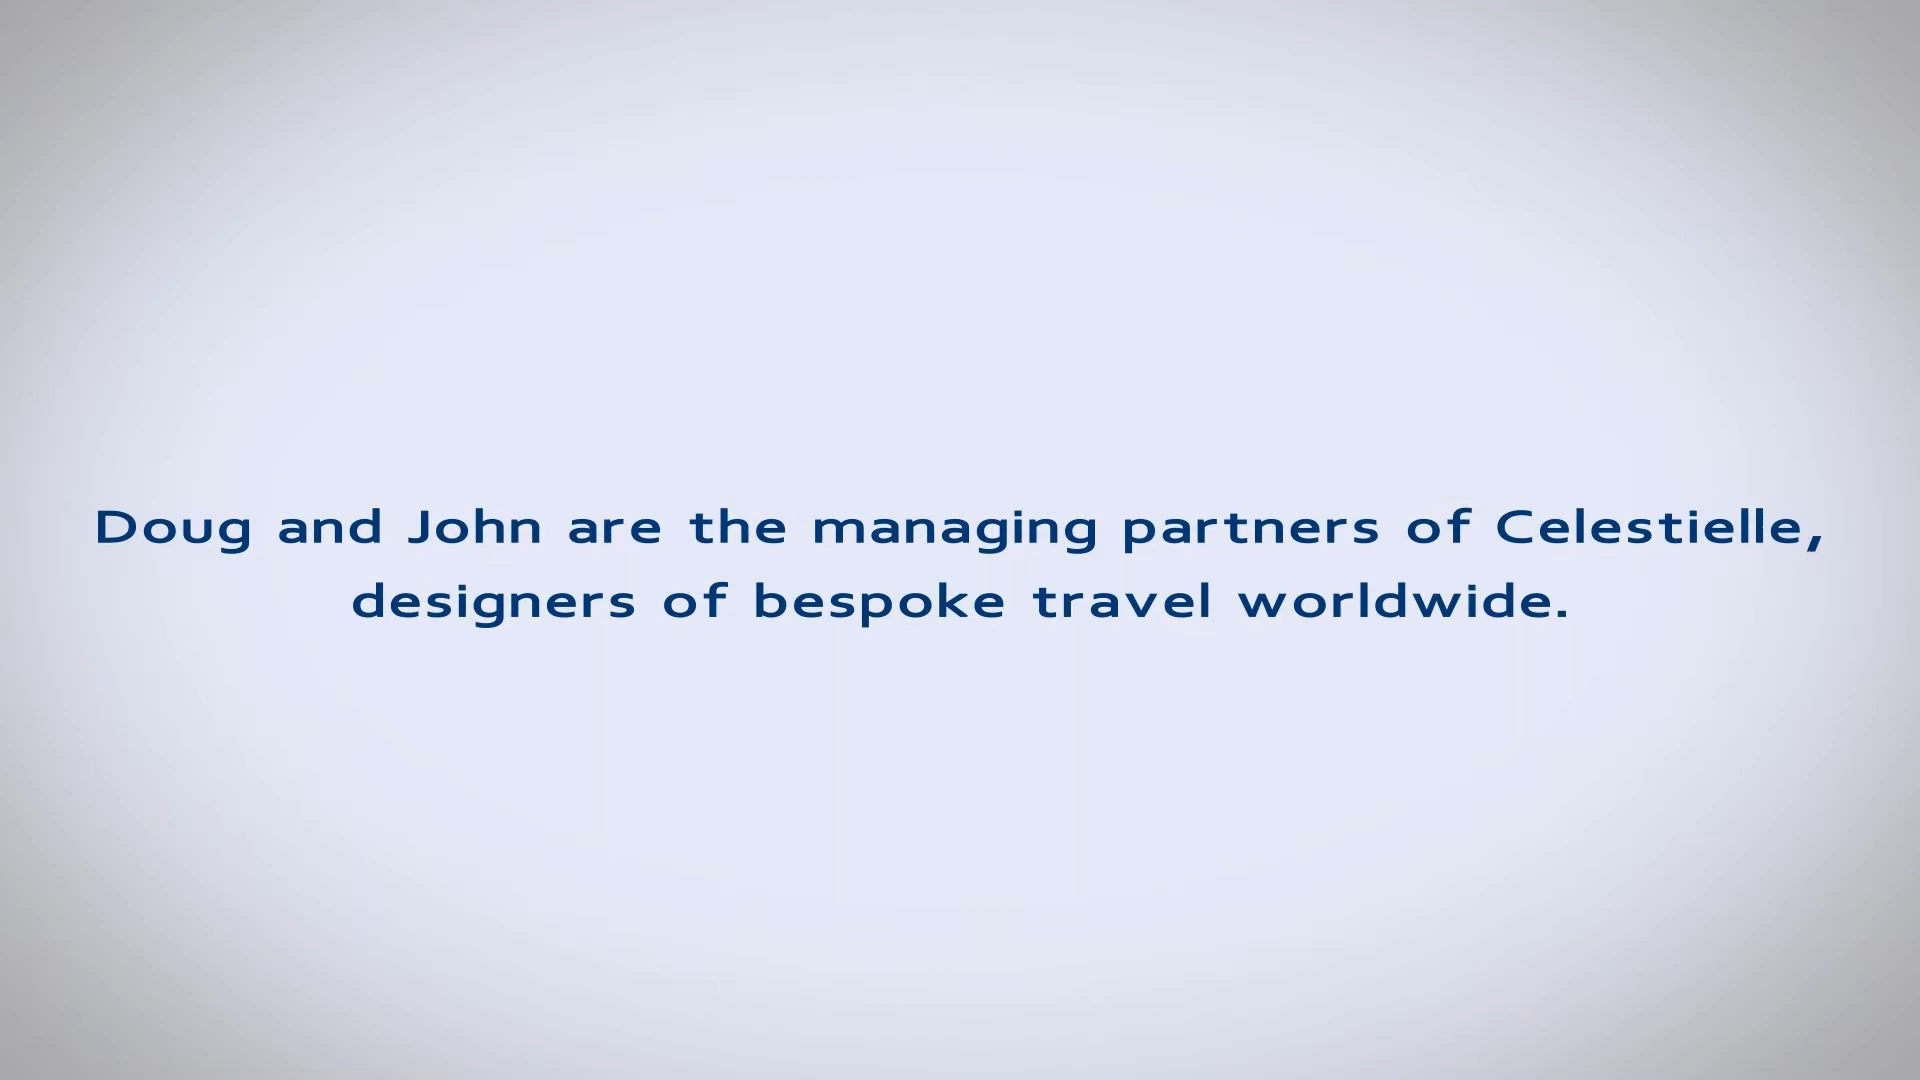 Doug and John are the managing partners of Celestielle,
designers of bespoke travel worldwide.